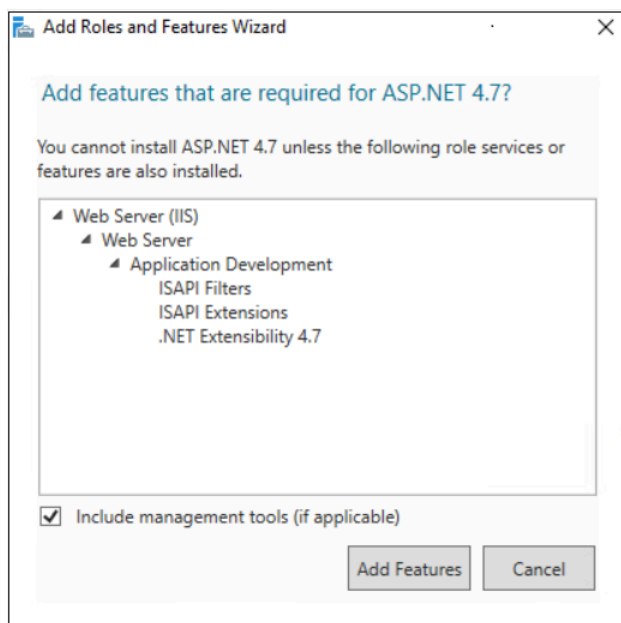 Add Roles and Features Wizard
Add features that are required for ASP.NET 4.7?
You cannot install ASP.NET 4.7 unless the following role services or
features are also installed.
Web Server (IIS)
Web Server
Application Development
ISAPI Filters
ISAPI Extensions
.NET Extensibility 4.7
Include management tools (if applicable)
Add Features
Cancel